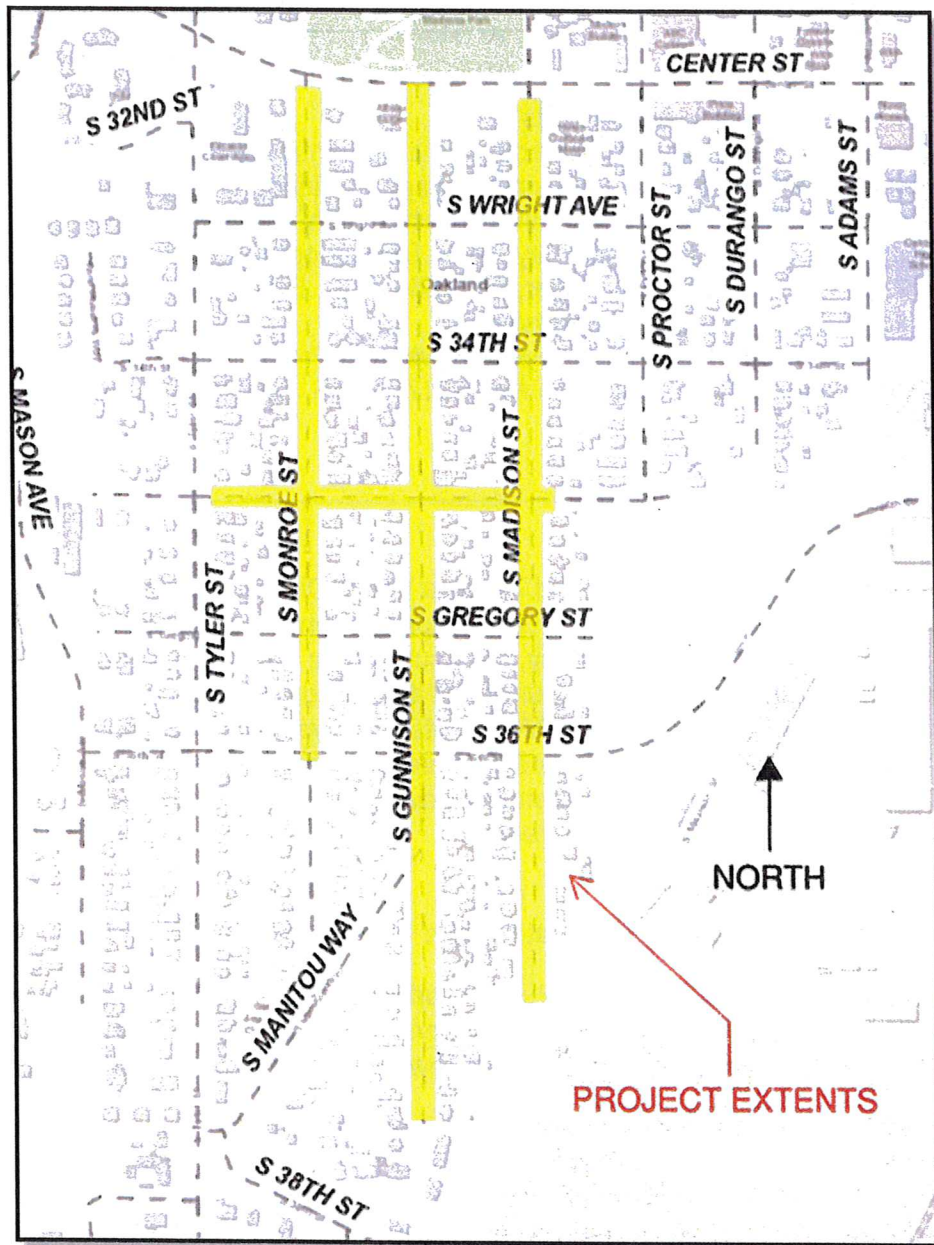 CENTER ST
S 32ND ST
S WRIGHT AVE
S PROCTOR ST
S DURANGO ST
S ADAMS ST
Oakland
S 34TH ST
S MASON AVE
S MONROE ST
S MADISON ST
S TYLER ST
S GREGORY ST
S GUNNISON ST
S 36TH ST
NORTH
S MANITOU WAY
PROJECT EXTENTS
S 38TH ST